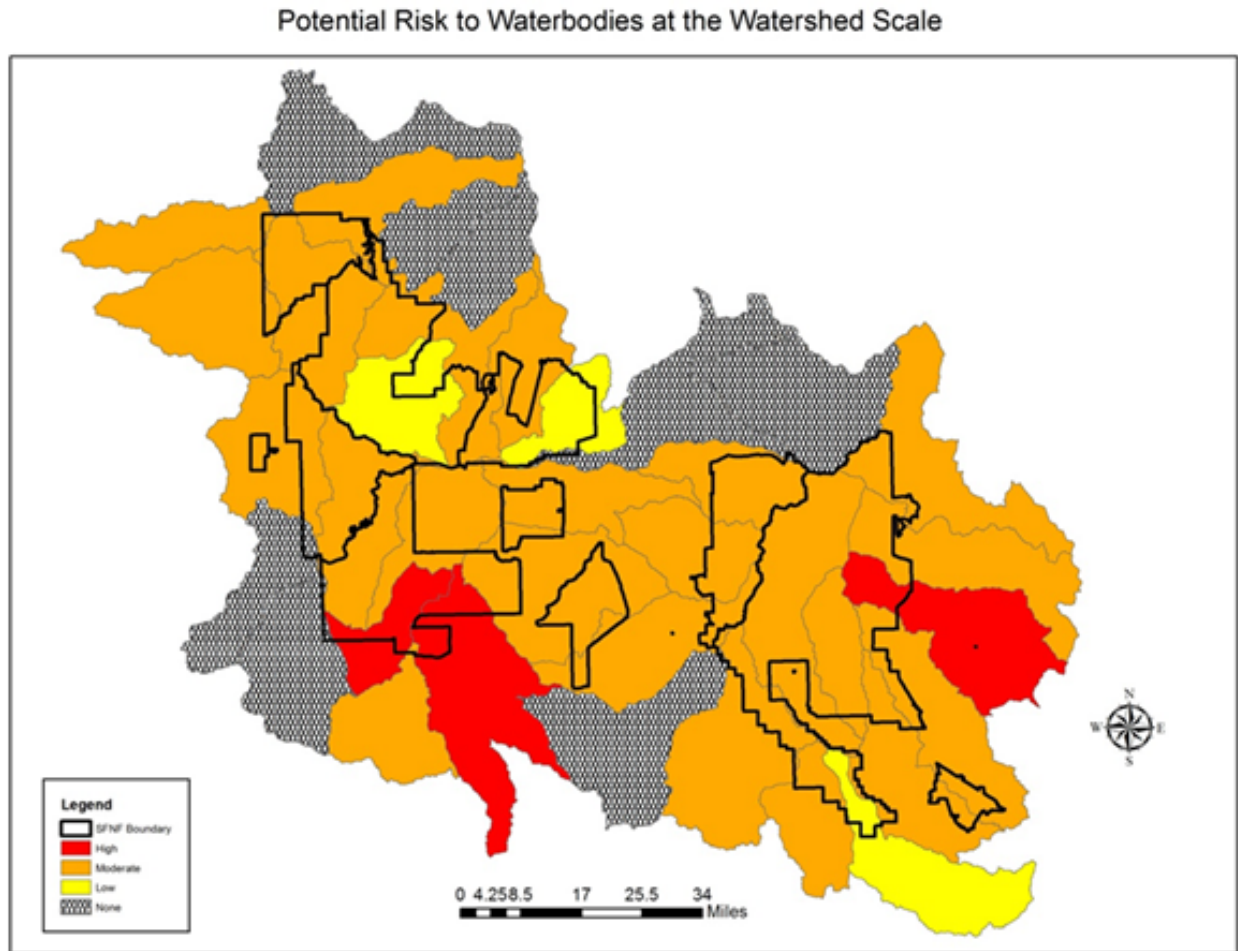 Potential Risk to Waterbodies at the Watershed Scale
N
W E
S
Legend
SFNF Boundary
High
Moderate
Low
None
0 4.258.5 17 25.5 34
Miles